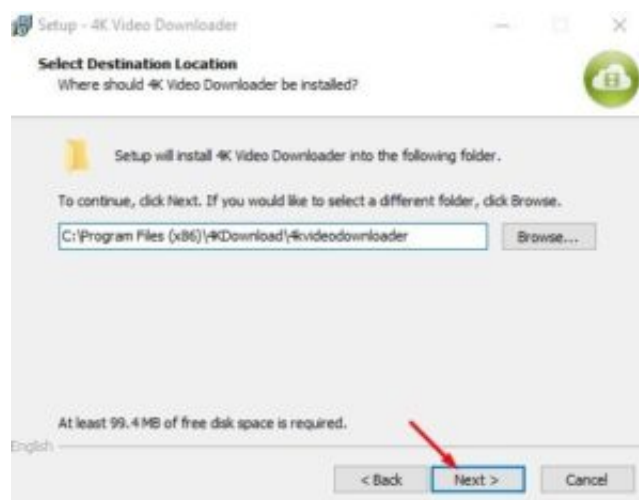 Setup - 4K Video Downloader
Select Destination Location
Where should 4K Video Downloader be installed?
Setup will install 4K Video Downloader into the following folder.
To continue, click Next. If you would like to select a different folder, click Browse.
C:\Program Files (x86)\4KDownload\4kvideodownloader
Browse...
At least 99.4 MB of free disk space is required.
English
< Back
Next >
Cancel